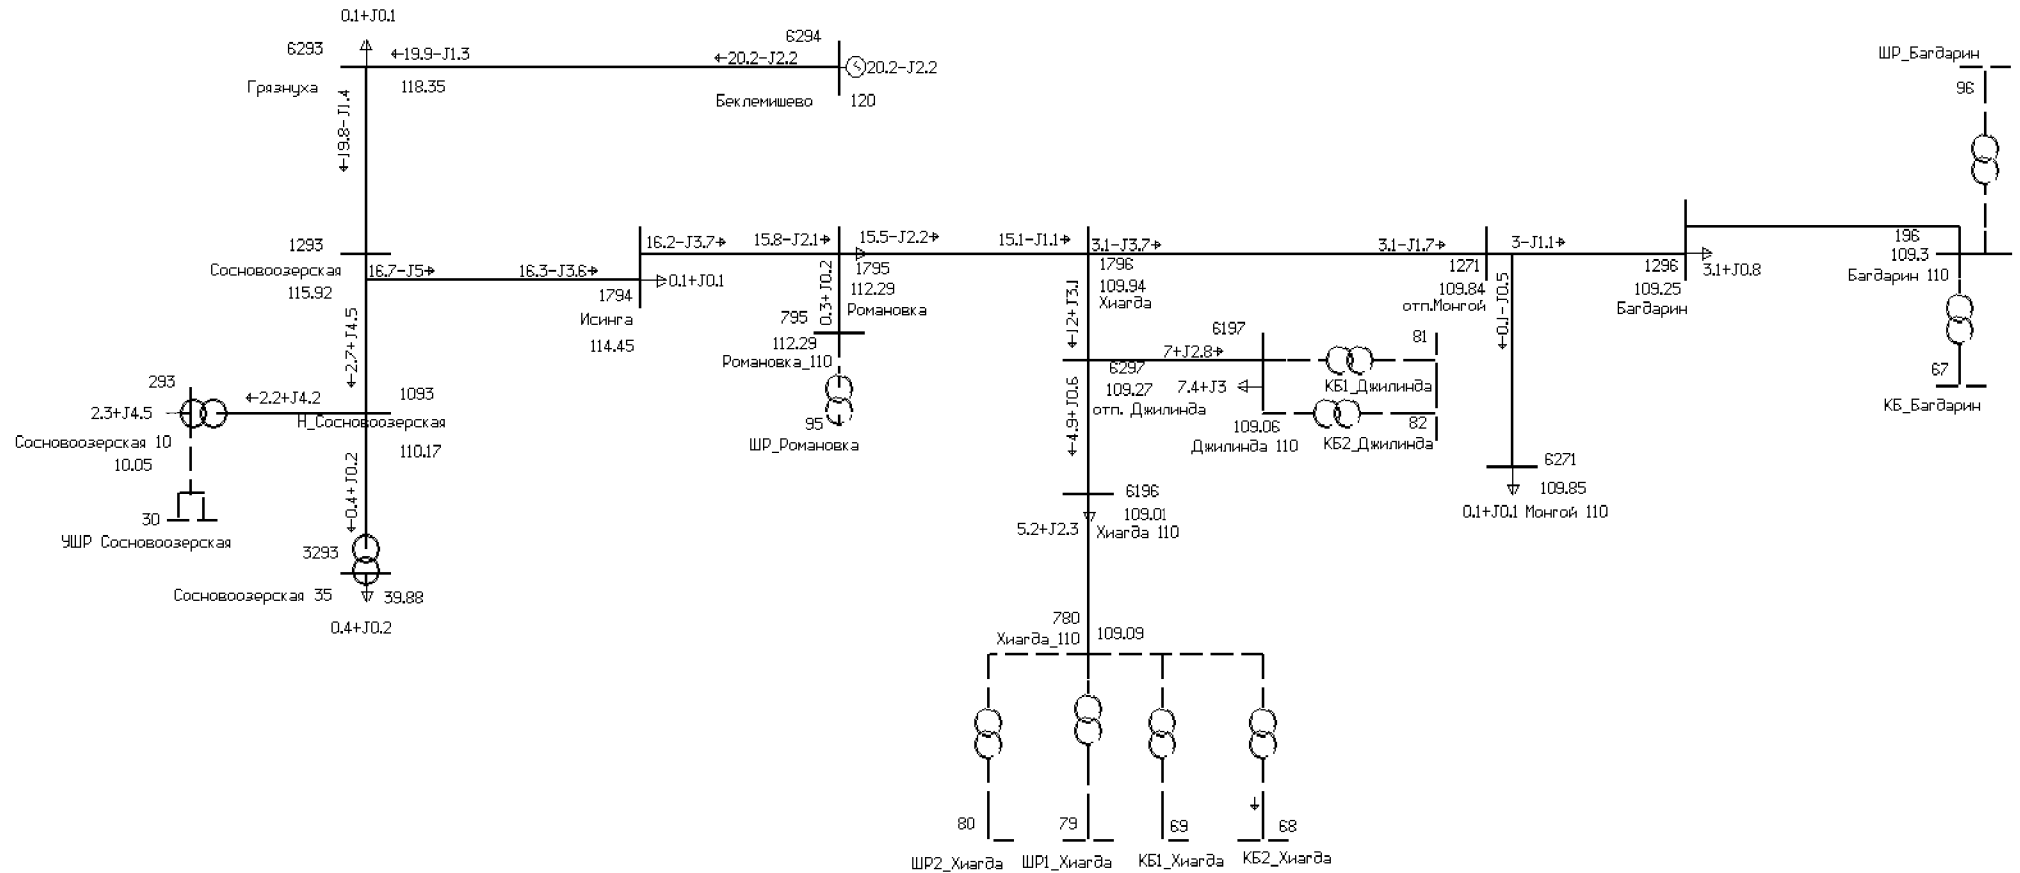 0.1+J0.1
6293
←19.9-J1.3
6294
←20.2-J2.2
20.2-J2.2
Грязнуха
118.35
Беклемишево
120
←19.8-J1.4
ШР_Багдарин
96
1293
Сосновоозерская
115.92
16.7-J5→
16.3-J3.6→
16.2-J3.7→
1794
0.1+J0.1
Исинга
114.45
15.8-J2.1→
15.5-J2.2→
1795
112.29
Романовка
0.3+J0.2
795
112.29
Романовка_110
95
ШР_Романовка
15.1-J1.1→
3.1-J3.7→
1796
109.94
Хиагда
3.1-J1.7→
1271
109.84
отп.Монгой
3-J1.1→
1296
109.25
Багдарин
3.1+J0.8
196
109.3
Багдарин 110
67
КБ_Багдарин
←0.1-J0.5
6271
109.85
0.1+J0.1 Монгой 110
←12+J3.1
6297
109.27
отп. Джилинда
7+J2.8→
6197
7.4+J3
109.06
Джилинда 110
81
КБ1_Джилинда
82
КБ2_Джилинда
←4.9+J0.6
6196
109.01
5.2+J2.3
Хиагда 110
780
Хиагда_110
109.09
80
ШР2_Хиагда
79
ШР1_Хиагда
69
КБ1_Хиагда
68
КБ2_Хиагда
←2.7+J4.5
293
←2.2+J4.2
2.3+J4.5
1093
Н_Сосновоозерская
110.17
Сосновоозерская 10
10.05
30
УШР Сосновоозерская
←0.4+J0.2
3293
Сосновоозерская 35
39.88
0.4+J0.2